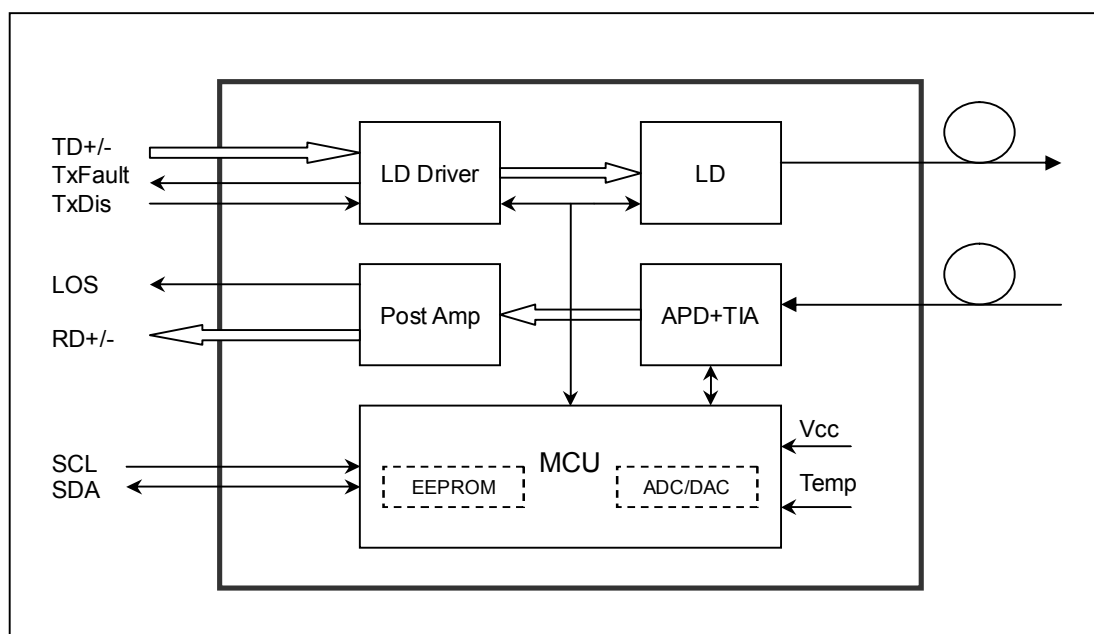 TD+/-
TxFault
TxDis
LD Driver
LD
LOS
RD+/-
Post Amp
APD+TIA
SCL
SDA
MCU
EEPROM
ADC/DAC
Vcc
Temp